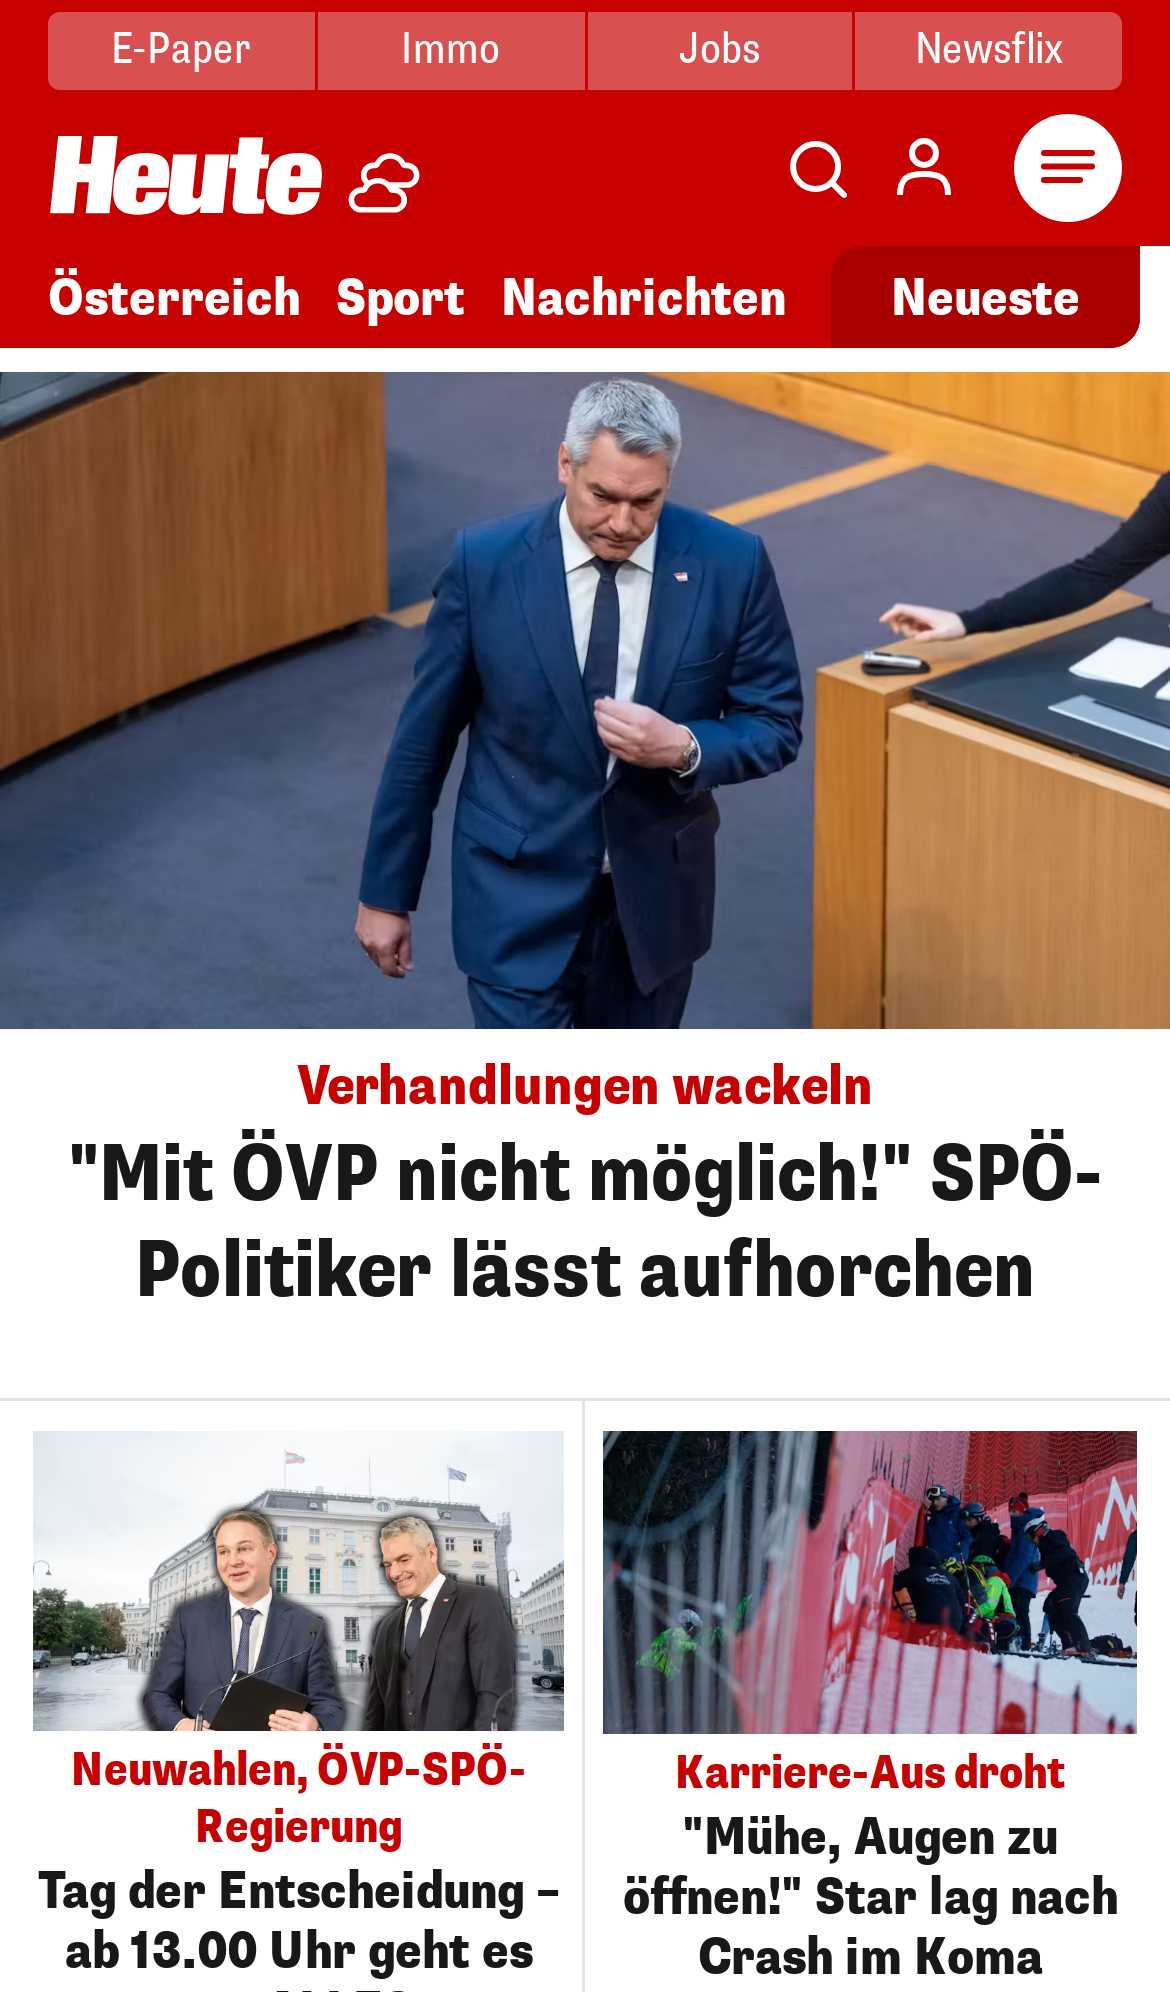 E-Paper
Immo
Jobs
Newsflix
Heute
Österreich
Sport
Nachrichten
Neueste
Verhandlungen wackeln
"Mit ÖVP nicht möglich!" SPÖ-
Politiker lässt aufhorchen
Neuwahlen, ÖVP-SPÖ-
Regierung
Tag der Entscheidung –
ab 13.00 Uhr geht es
Karriere-Aus droht
"Mühe, Augen zu
öffnen!" Star lag nach
Crash im Koma